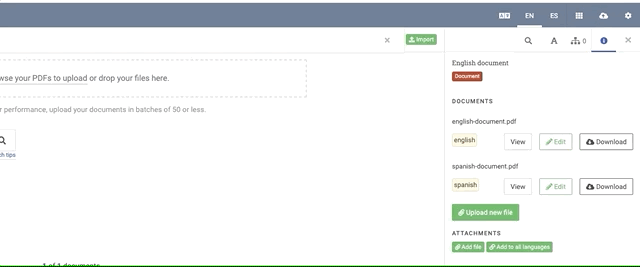 EN ES
Import
English document
wse your PDFs to upload or drop your files here.
Document
DOCUMENTS
r performance, upload your documents in batches of 50 or less.
english-document.pdf
english View Edit Download
ch tips
spanish-document.pdf
spanish View Edit Download
Upload new file
ATTACHMENTS
Add file Add to all languages
0
1 of 1 documents